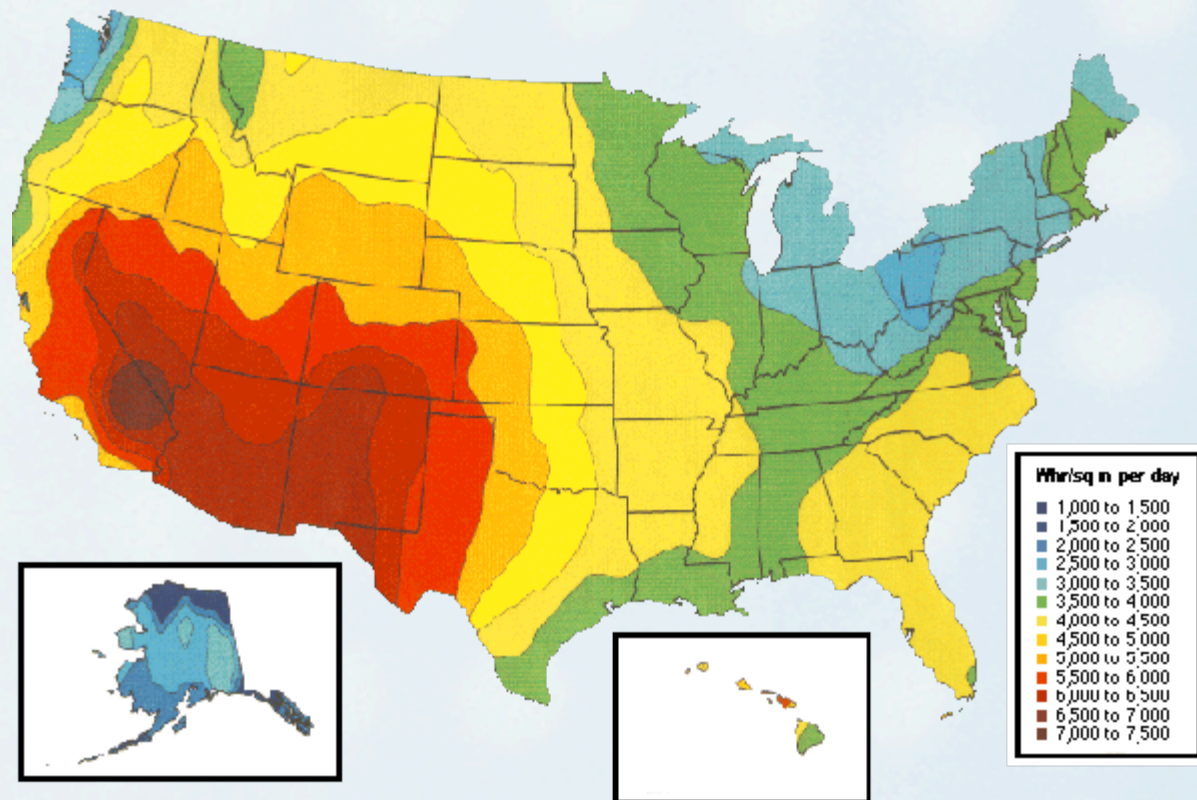 Whr/sq m per day
1,000 to 1,500
1,500 to 2,000
2,000 to 2,500
2,500 to 3,000
3,000 to 3,500
3,500 to 4,000
4,000 to 4,500
4,500 to 5,000
5,000 to 5,500
5,500 to 6,000
6,000 to 6,500
6,500 to 7,000
7,000 to 7,500